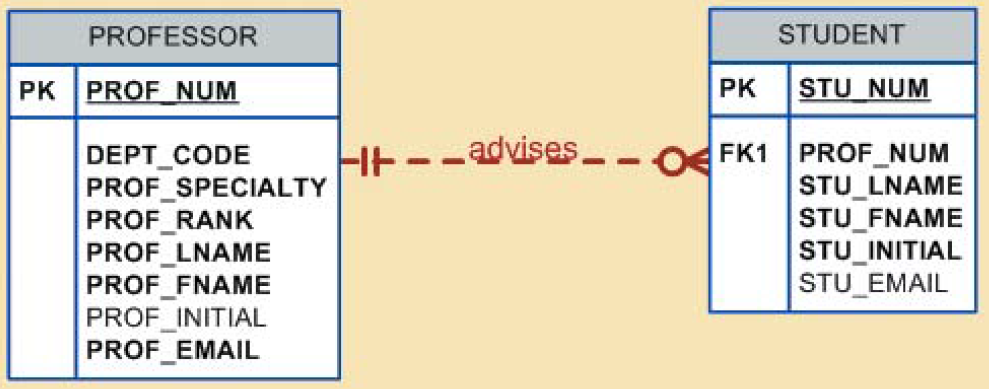 PROFESSOR
PK PROF_NUM
DEPT_CODE
PROF_SPECIALTY
PROF_RANK
PROF_LNAME
PROF_FNAME
PROF_INITIAL
PROF_EMAIL
advises
STUDENT
PK STU_NUM
FK1 PROF_NUM
STU_LNAME
STU_FNAME
STU_INITIAL
STU_EMAIL